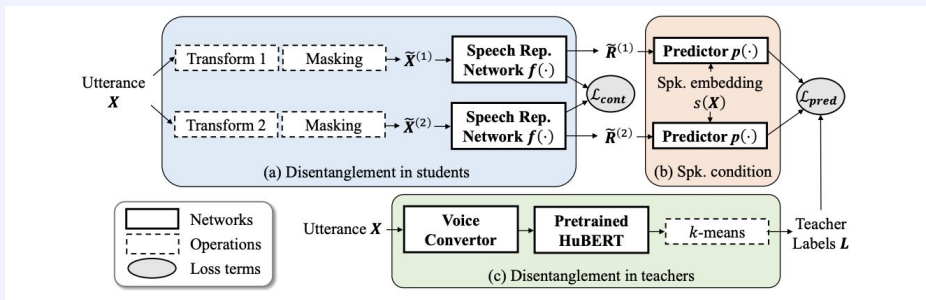 Utterance
X
Transform 1
Masking
X̃⁽¹⁾
Speech Rep.
Network f(·)
R̃⁽¹⁾
Predictor p(·)
Transform 2
Masking
X̃⁽²⁾
Speech Rep.
Network f(·)
R̃⁽²⁾
Predictor p(·)
ℒcont
Spk. embedding
s(X)
ℒpred
(a) Disentanglement in students
(b) Spk. condition
Networks
Operations
Loss terms
Utterance X
Voice
Convertor
Pretrained
HuBERT
k-means
Teacher
Labels L
(c) Disentanglement in teachers